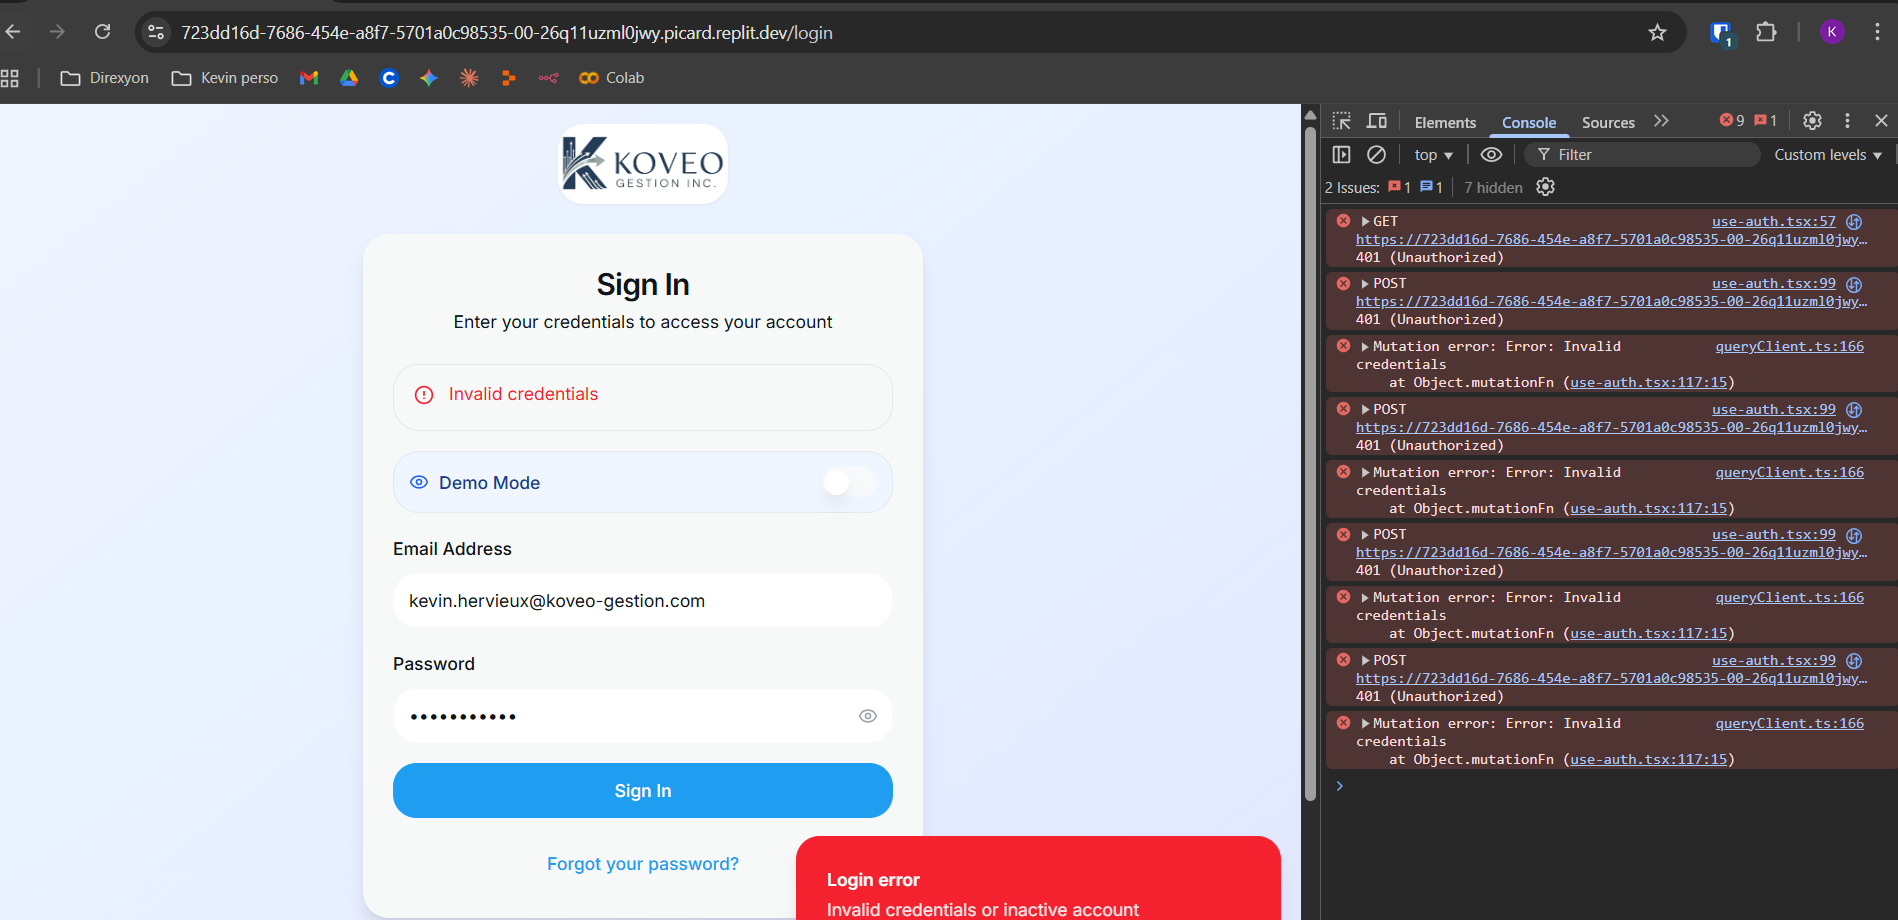 723dd16d-7686-454e-a8f7-5701a0c98535-00-26q11uzml0jwy.picard.replit.dev/login
1
K
Direxyon
Kevin perso
Colab
KOVEO
GESTION INC.
Sign In
Enter your credentials to access your account
Invalid credentials
Demo Mode
Email Address
kevin.hervieux@koveo-gestion.com
Password
Sign In
Forgot your password?
Login error
Invalid credentials or inactive account
Elements Console Sources 9 1
top Filter Custom levels
2 Issues: 1 1 7 hidden
GET use-auth.tsx:57
https://723dd16d-7686-454e-a8f7-5701a0c98535-00-26q11uzml0jwy…
401 (Unauthorized)
POST use-auth.tsx:99
https://723dd16d-7686-454e-a8f7-5701a0c98535-00-26q11uzml0jwy…
401 (Unauthorized)
Mutation error: Error: Invalid queryClient.ts:166
credentials
at Object.mutationFn (use-auth.tsx:117:15)
POST use-auth.tsx:99
https://723dd16d-7686-454e-a8f7-5701a0c98535-00-26q11uzml0jwy…
401 (Unauthorized)
Mutation error: Error: Invalid queryClient.ts:166
credentials
at Object.mutationFn (use-auth.tsx:117:15)
POST use-auth.tsx:99
https://723dd16d-7686-454e-a8f7-5701a0c98535-00-26q11uzml0jwy…
401 (Unauthorized)
Mutation error: Error: Invalid queryClient.ts:166
credentials
at Object.mutationFn (use-auth.tsx:117:15)
POST use-auth.tsx:99
https://723dd16d-7686-454e-a8f7-5701a0c98535-00-26q11uzml0jwy…
401 (Unauthorized)
Mutation error: Error: Invalid queryClient.ts:166
credentials
at Object.mutationFn (use-auth.tsx:117:15)